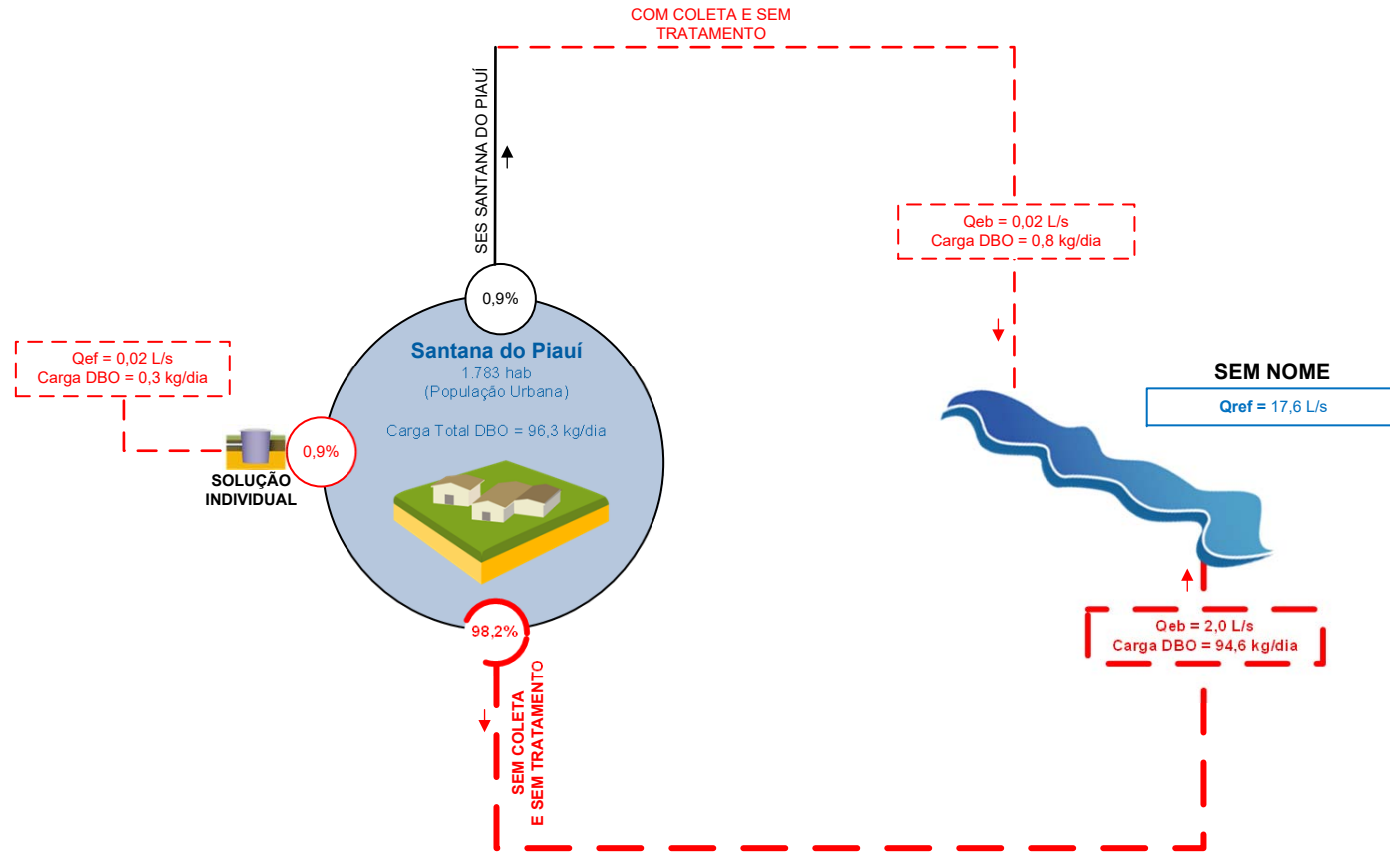 COM COLETA E SEM
TRATAMENTO
SES SANTANA DO PIAUÍ
Qeb = 0,02 L/s
Carga DBO = 0,8 kg/dia
0,9%
Santana do Piauí
1.783 hab
(População Urbana)
Carga Total DBO = 96,3 kg/dia
Qef = 0,02 L/s
Carga DBO = 0,3 kg/dia
0,9%
SOLUÇÃO
INDIVIDUAL
SEM NOME
Qref = 17,6 L/s
98,2%
SEM COLETA
E SEM TRATAMENTO
Qeb = 2,0 L/s
Carga DBO = 94,6 kg/dia